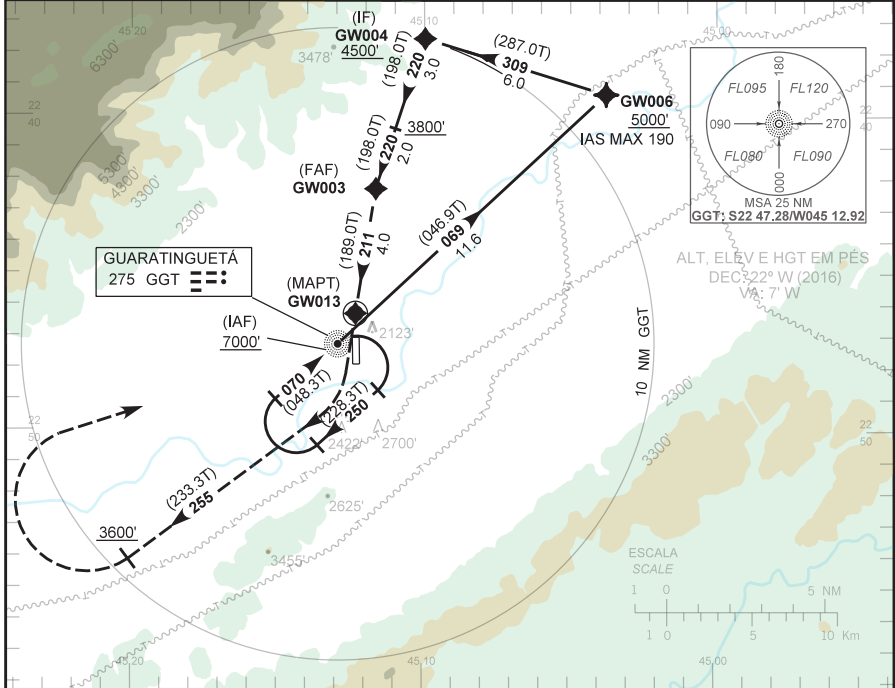 45 20
45 10
(IF)
GW004
4500'
3478'
6300'
(198.0T)
220
3.0
(287.0T)
309
6.0
GW006
5000'
IAS MAX 190
22
40
22
40
180
FL095
FL120
090
270
FL080
FL090
000
MSA 25 NM
GGT: S22 47.28/W045 12.92
3800'
(198.0T)
220
2.0
(FAF)
GW003
5300'
4300'
3300'
2300'
(189.0T)
211
4.0
(046.9T)
069
11.6
GUARATINGUETÁ
275 GGT
ALT, ELEV E HGT EM PÉS
DEC: 22º W (2016)
VA: 7' W
(MAPT)
GW013
(IAF)
7000'
2123'
10 NM GGT
070
(048.3T)
(228.3T)
250
2300'
3300'
22
50
22
50
2422'
2700'
(233.3T)
255
2625'
3600'
3455'
ESCALA
SCALE
1 0 5 NM
1 0 5 10 Km
45 20
45 10
45 00